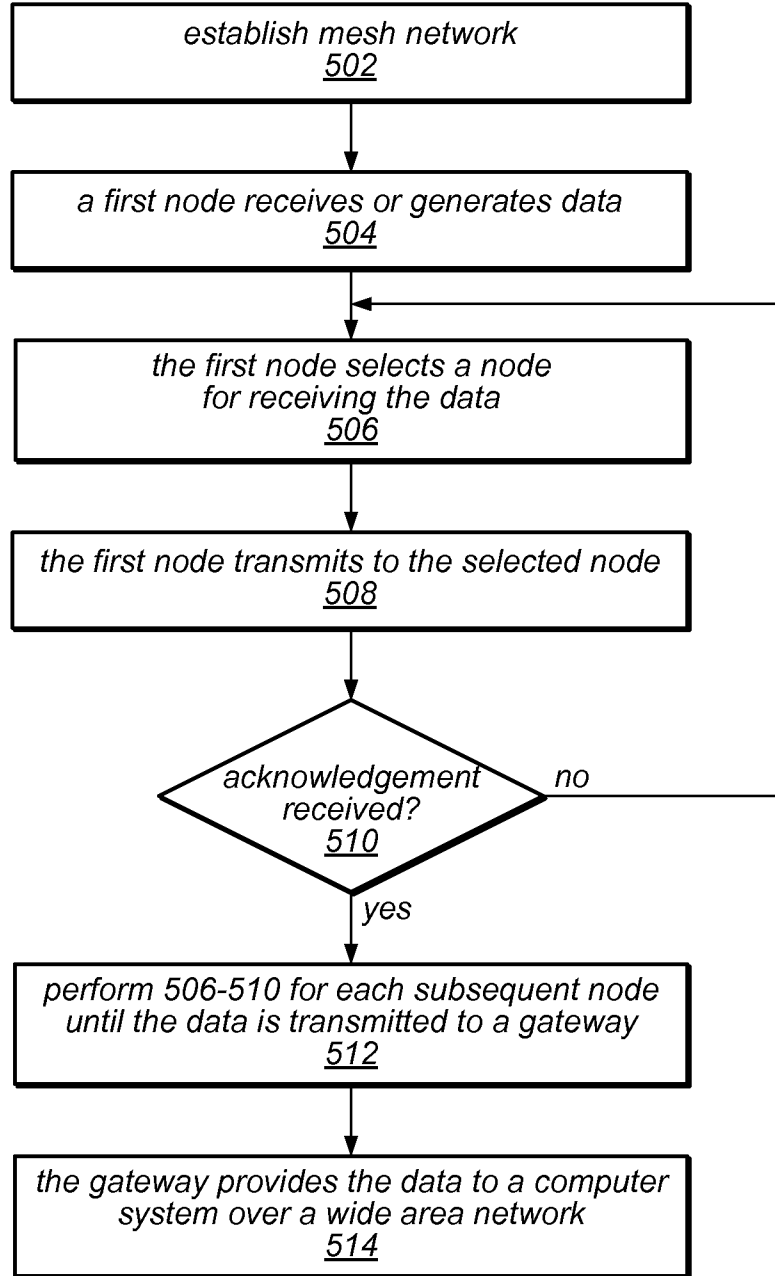 establish mesh network
502
a first node receives or generates data
504
the first node selects a node
for receiving the data
506
the first node transmits to the selected node
508
acknowledgement
received?
510
no
yes
perform 506-510 for each subsequent node
until the data is transmitted to a gateway
512
the gateway provides the data to a computer
system over a wide area network
514